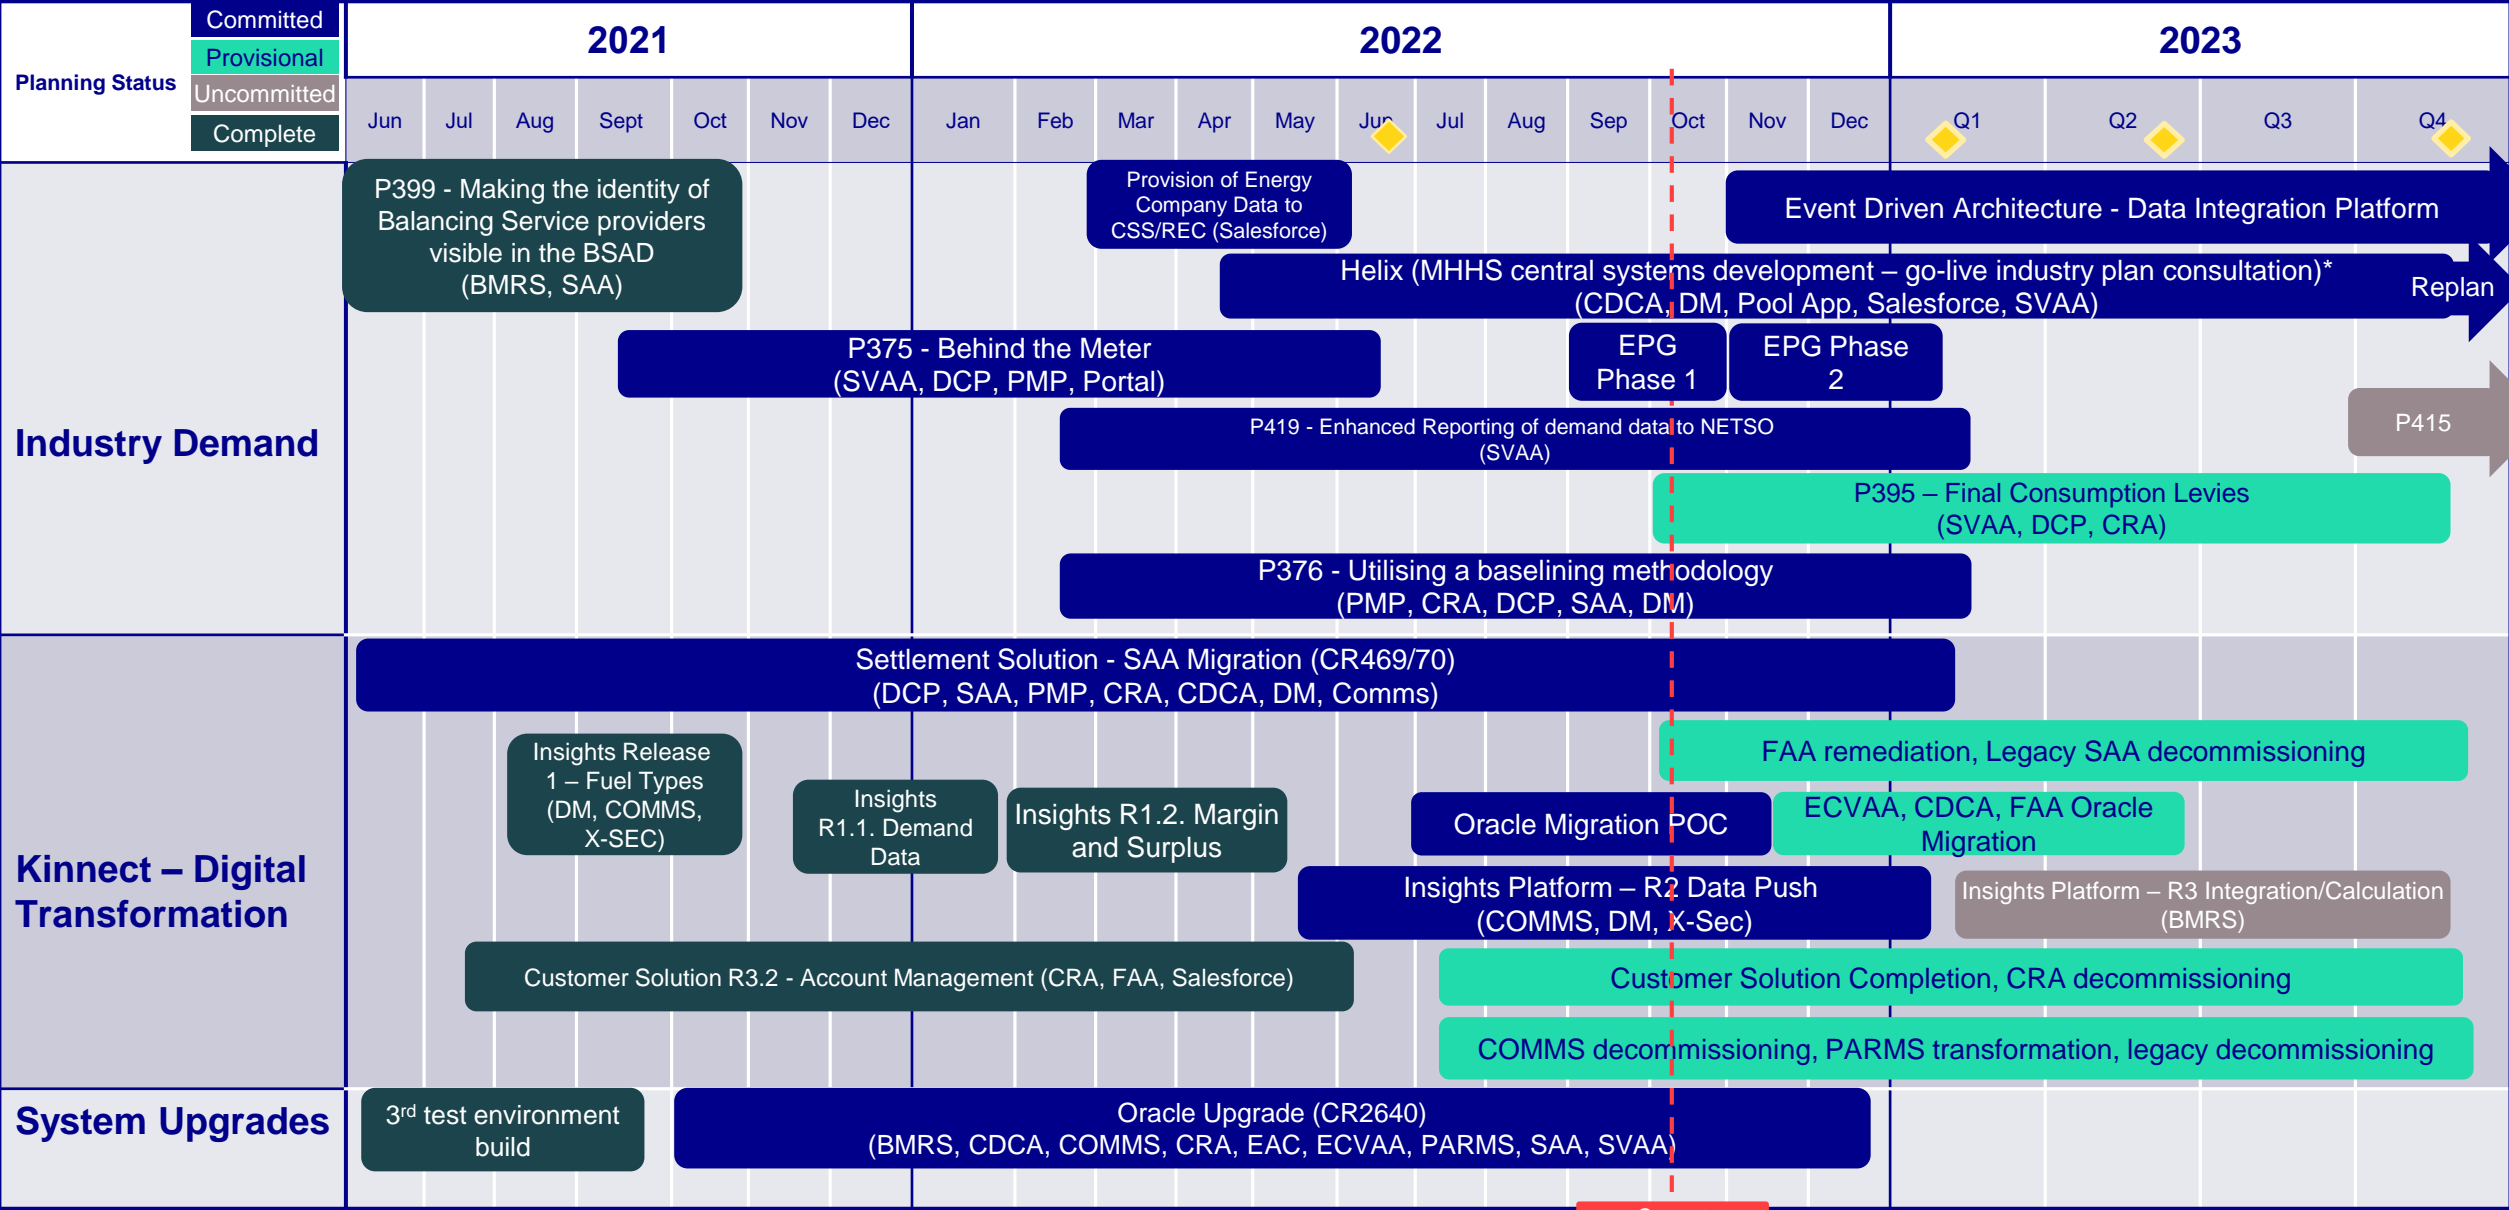 Planning Status
Committed
Provisional
Uncommitted
Complete
2021
2022
2023
Jun
Jul
Aug
Sept
Oct
Nov
Dec
Jan
Feb
Mar
Apr
May
Jun
Jul
Aug
Sep
Oct
Nov
Dec
Q1
Q2
Q3
Q4
Industry Demand
P399 - Making the identity of
Balancing Service providers
visible in the BSAD
(BMRS, SAA)
Provision of Energy
Company Data to
CSS/REC (Salesforce)
Event Driven Architecture - Data Integration Platform
Helix (MHHS central systems development – go-live industry plan consultation)*
(CDCA, DM, Pool App, Salesforce, SVAA)
Replan
P375 - Behind the Meter
(SVAA, DCP, PMP, Portal)
EPG
Phase 1
EPG Phase
2
P419 - Enhanced Reporting of demand data to NETSO
(SVAA)
P415
P395 – Final Consumption Levies
(SVAA, DCP, CRA)
P376 - Utilising a baselining methodology
(PMP, CRA, DCP, SAA, DM)
Kinnect – Digital
Transformation
Settlement Solution - SAA Migration (CR469/70)
(DCP, SAA, PMP, CRA, CDCA, DM, Comms)
Insights Release
1 – Fuel Types
(DM, COMMS,
X-SEC)
Insights
R1.1. Demand
Data
Insights R1.2. Margin
and Surplus
FAA remediation, Legacy SAA decommissioning
Oracle Migration POC
ECVAA, CDCA, FAA Oracle
Migration
Insights Platform – R2 Data Push
(COMMS, DM, X-Sec)
Insights Platform – R3 Integration/Calculation
(BMRS)
Customer Solution R3.2 - Account Management (CRA, FAA, Salesforce)
Customer Solution Completion, CRA decommissioning
COMMS decommissioning, PARMS transformation, legacy decommissioning
System Upgrades
3rd test environment
build
Oracle Upgrade (CR2640)
(BMRS, CDCA, COMMS, CRA, EAC, ECVAA, PARMS, SAA, SVAA)